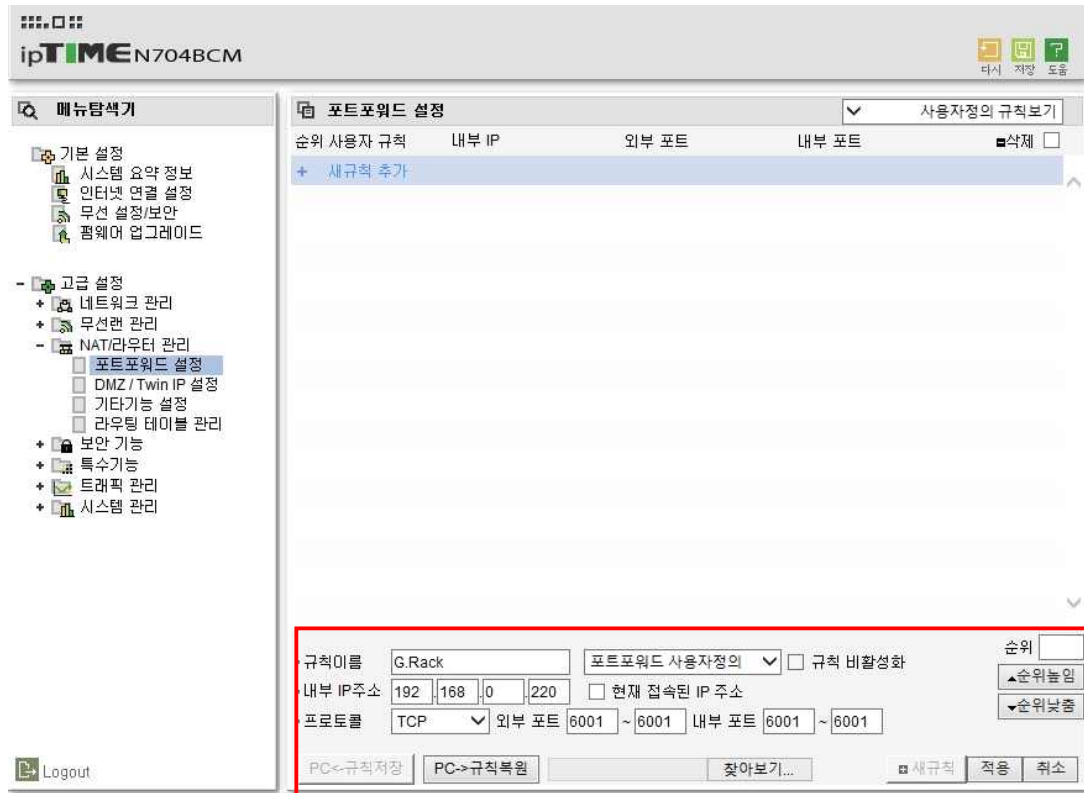 ipTIME N704BCM
다시 저장 도움
메뉴탐색기
기본 설정
시스템 요약 정보
인터넷 연결 설정
무선 설정/보안
펌웨어 업그레이드
고급 설정
네트워크 관리
무선랜 관리
NAT/라우터 관리
포트포워드 설정
DMZ / Twin IP 설정
기타기능 설정
라우팅 테이블 관리
보안 기능
특수기능
트래픽 관리
시스템 관리
Logout
포트포워드 설정 사용자정의 규칙보기
순위 사용자 규칙 내부 IP 외부 포트 내부 포트 삭제
+ 새규칙 추가
규칙이름 G.Rack 포트포워드 사용자정의 규칙 비활성화 순위
내부 IP주소 192 .168 .0 .220 현재 접속된 IP 주소 순위높임
프로토콜 TCP 외부 포트 6001 ~ 6001 내부 포트 6001 ~ 6001 순위낮춤
PC<-규칙저장 PC->규칙복원 찾아보기... 새규칙 적용 취소